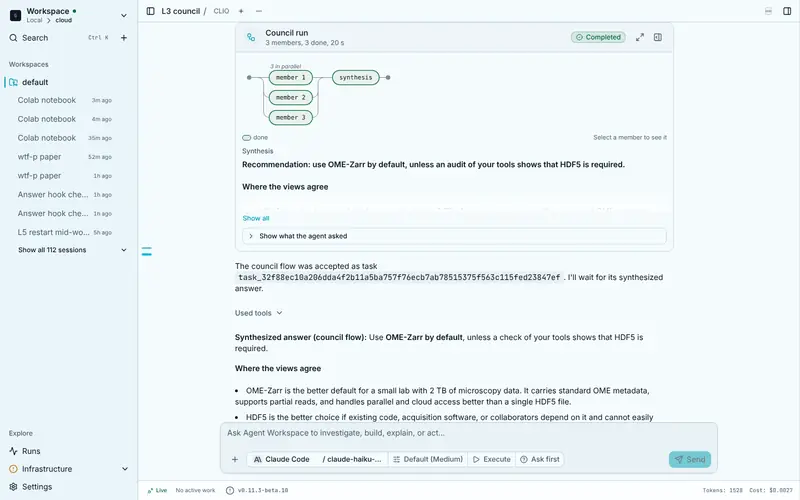 Workspace
Local > cloud
Search Ctrl K
Workspaces
default
Colab notebook 3m ago
Colab notebook 4m ago
Colab notebook 35m ago
wtf-p paper 52m ago
wtf-p paper 1h ago
Answer hook che... 1h ago
Answer hook che... 1h ago
L5 restart mid-wo... 5h ago
Show all 112 sessions
Explore
Runs
Infrastructure
Settings
L3 council / CLIO
Council run
3 members, 3 done, 20 s
Completed
3 in parallel
member 1
synthesis
member 2
member 3
done
Select a member to see it
Synthesis
Recommendation: use OME-Zarr by default, unless an audit of your tools shows that HDF5 is required.
Where the views agree
Show all
Show what the agent asked
The council flow was accepted as task
task_32f88ec10a206dda4f2b11a5ba757f76ecb7ab78515375f563c115fed23847ef . I'll wait for its synthesized
answer.
Used tools
Synthesized answer (council flow): Use OME-Zarr by default, unless a check of your tools shows that HDF5 is
required.
Where the views agree
• OME-Zarr is the better default for a small lab with 2 TB of microscopy data. It carries standard OME metadata,
supports partial reads, and handles parallel and cloud access better than a single HDF5 file.
• HDF5 is the better choice if existing code, acquisition software, or collaborators depend on it and cannot easily
Ask Agent Workspace to investigate, build, explain, or act...
Claude Code / claude-haiku-... Default (Medium) Execute Ask first Send
Live No active work v0.11.3-beta.10 Tokens: 1528 Cost: $0.0027